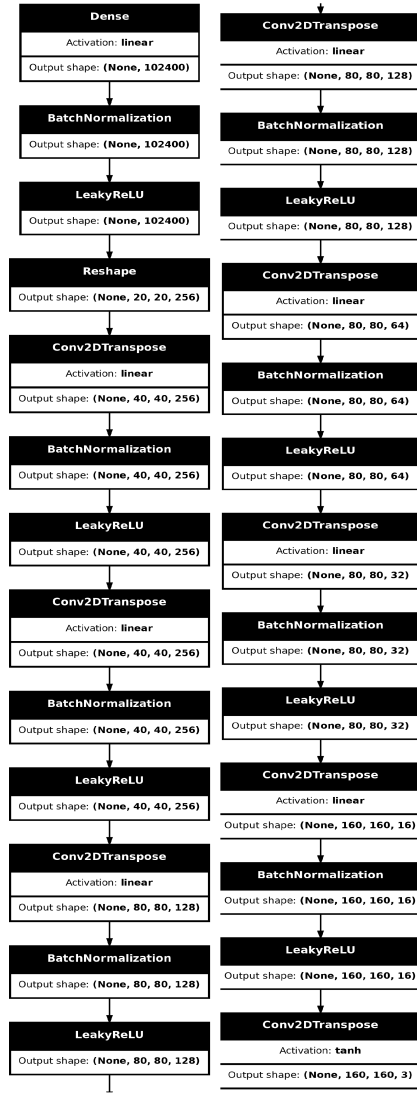 Dense
Activation: linear
Output shape: (None, 102400)
BatchNormalization
Output shape: (None, 102400)
LeakyReLU
Output shape: (None, 102400)
Reshape
Output shape: (None, 20, 20, 256)
Conv2DTranspose
Activation: linear
Output shape: (None, 40, 40, 256)
BatchNormalization
Output shape: (None, 40, 40, 256)
LeakyReLU
Output shape: (None, 40, 40, 256)
Conv2DTranspose
Activation: linear
Output shape: (None, 40, 40, 256)
BatchNormalization
Output shape: (None, 40, 40, 256)
LeakyReLU
Output shape: (None, 40, 40, 256)
Conv2DTranspose
Activation: linear
Output shape: (None, 80, 80, 128)
BatchNormalization
Output shape: (None, 80, 80, 128)
LeakyReLU
Output shape: (None, 80, 80, 128)
Conv2DTranspose
Activation: linear
Output shape: (None, 80, 80, 128)
BatchNormalization
Output shape: (None, 80, 80, 128)
LeakyReLU
Output shape: (None, 80, 80, 128)
Conv2DTranspose
Activation: linear
Output shape: (None, 80, 80, 64)
BatchNormalization
Output shape: (None, 80, 80, 64)
LeakyReLU
Output shape: (None, 80, 80, 64)
Conv2DTranspose
Activation: linear
Output shape: (None, 80, 80, 32)
BatchNormalization
Output shape: (None, 80, 80, 32)
LeakyReLU
Output shape: (None, 80, 80, 32)
Conv2DTranspose
Activation: linear
Output shape: (None, 160, 160, 16)
BatchNormalization
Output shape: (None, 160, 160, 16)
LeakyReLU
Output shape: (None, 160, 160, 16)
Conv2DTranspose
Activation: tanh
Output shape: (None, 160, 160, 3)